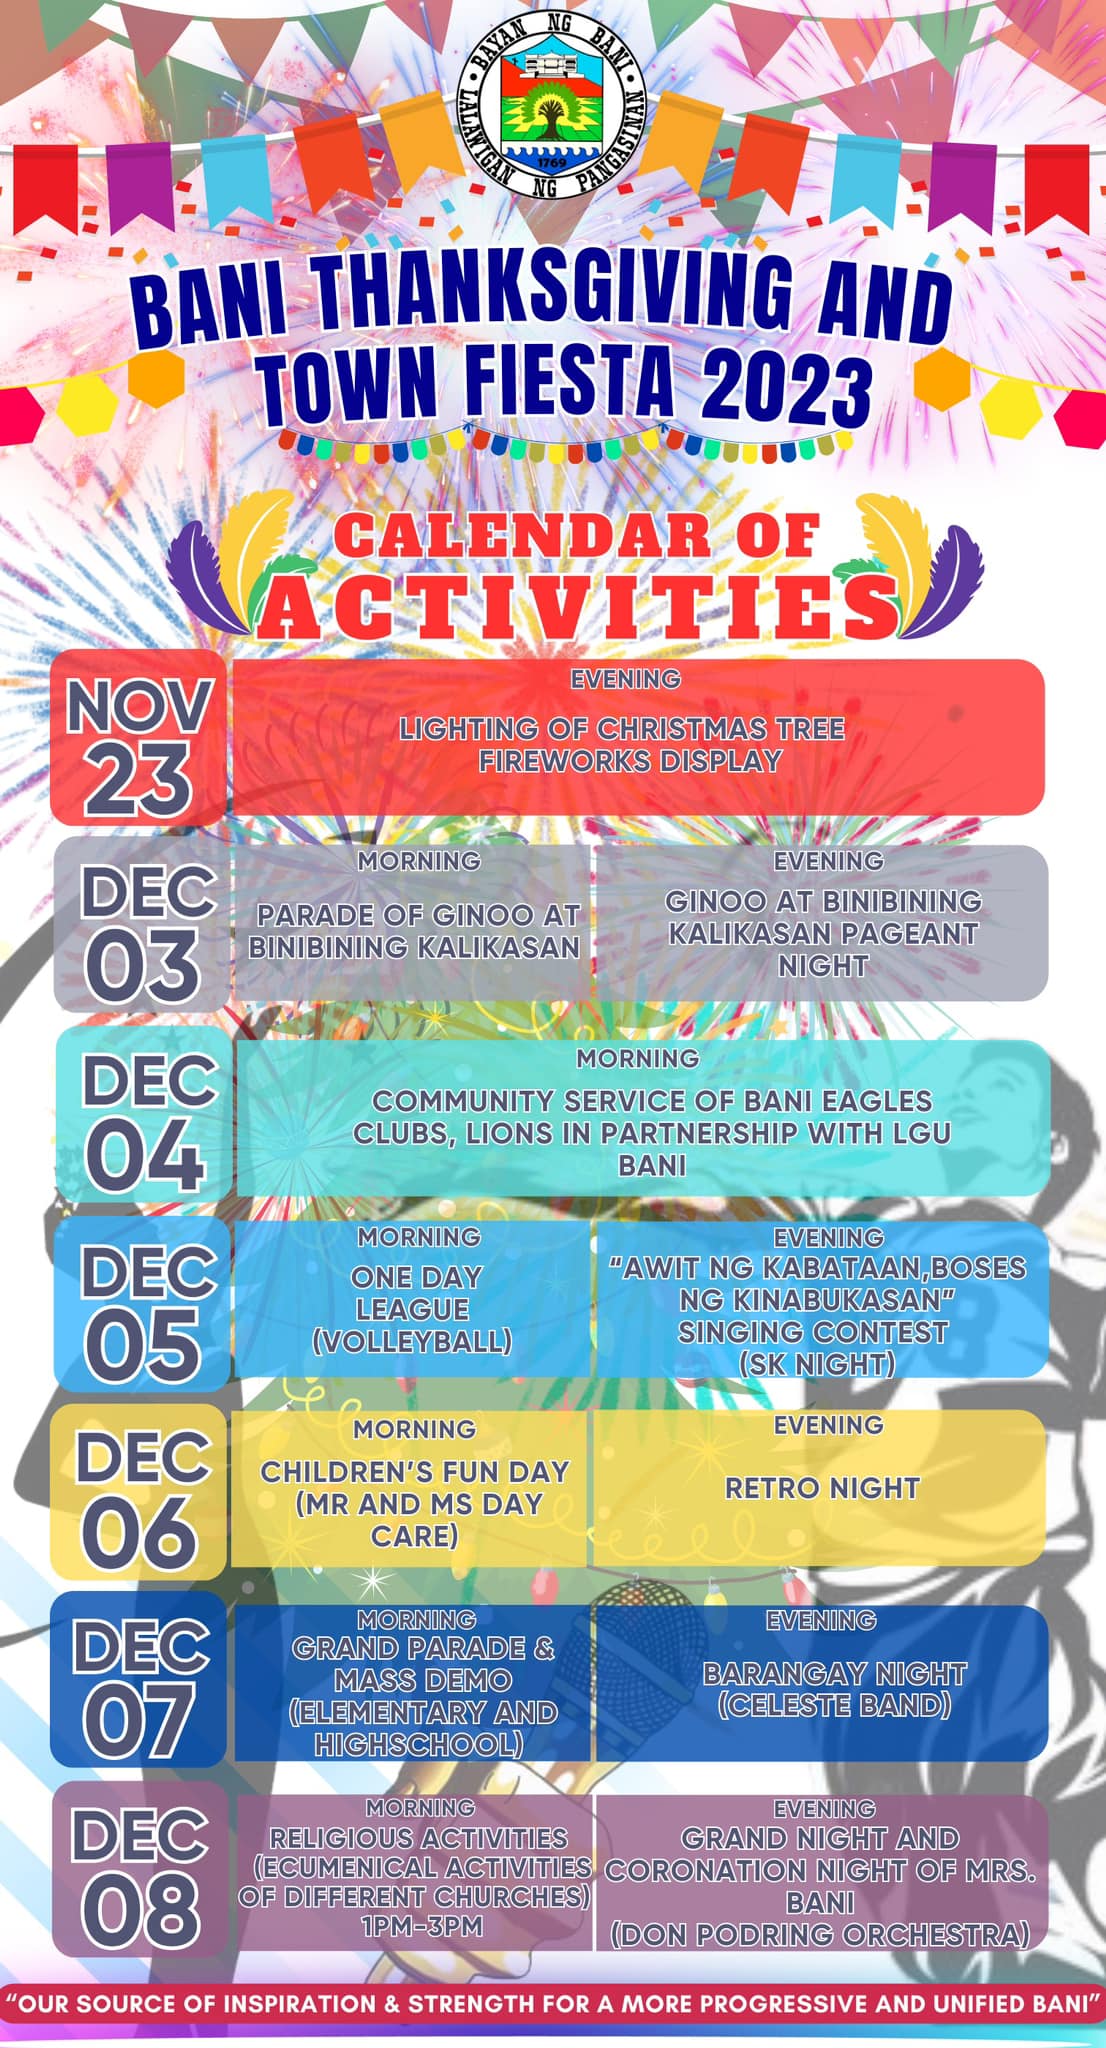 BAYAN NG BANI
LALAWIGAN NG PANGASINAN
1769
BANI THANKSGIVING AND
TOWN FIESTA 2023
CALENDAR OF
ACTIVITIES
NOV
23
EVENING
LIGHTING OF CHRISTMAS TREE
FIREWORKS DISPLAY
DEC
03
MORNING
PARADE OF GINOO AT
BINIBINING KALIKASAN
EVENING
GINOO AT BINIBINING
KALIKASAN PAGEANT
NIGHT
DEC
04
MORNING
COMMUNITY SERVICE OF BANI EAGLES
CLUBS, LIONS IN PARTNERSHIP WITH LGU
BANI
DEC
05
MORNING
ONE DAY
LEAGUE
(VOLLEYBALL)
EVENING
“AWIT NG KABATAAN,BOSES
NG KINABUKASAN”
SINGING CONTEST
(SK NIGHT)
DEC
06
MORNING
CHILDREN’S FUN DAY
(MR AND MS DAY
CARE)
EVENING
RETRO NIGHT
DEC
07
MORNING
GRAND PARADE &
MASS DEMO
(ELEMENTARY AND
HIGHSCHOOL)
EVENING
BARANGAY NIGHT
(CELESTE BAND)
DEC
08
MORNING
RELIGIOUS ACTIVITIES
(ECUMENICAL ACTIVITIES
OF DIFFERENT CHURCHES)
1PM-3PM
EVENING
GRAND NIGHT AND
CORONATION NIGHT OF MRS.
BANI
(DON PODRING ORCHESTRA)
“OUR SOURCE OF INSPIRATION & STRENGTH FOR A MORE PROGRESSIVE AND UNIFIED BANI”